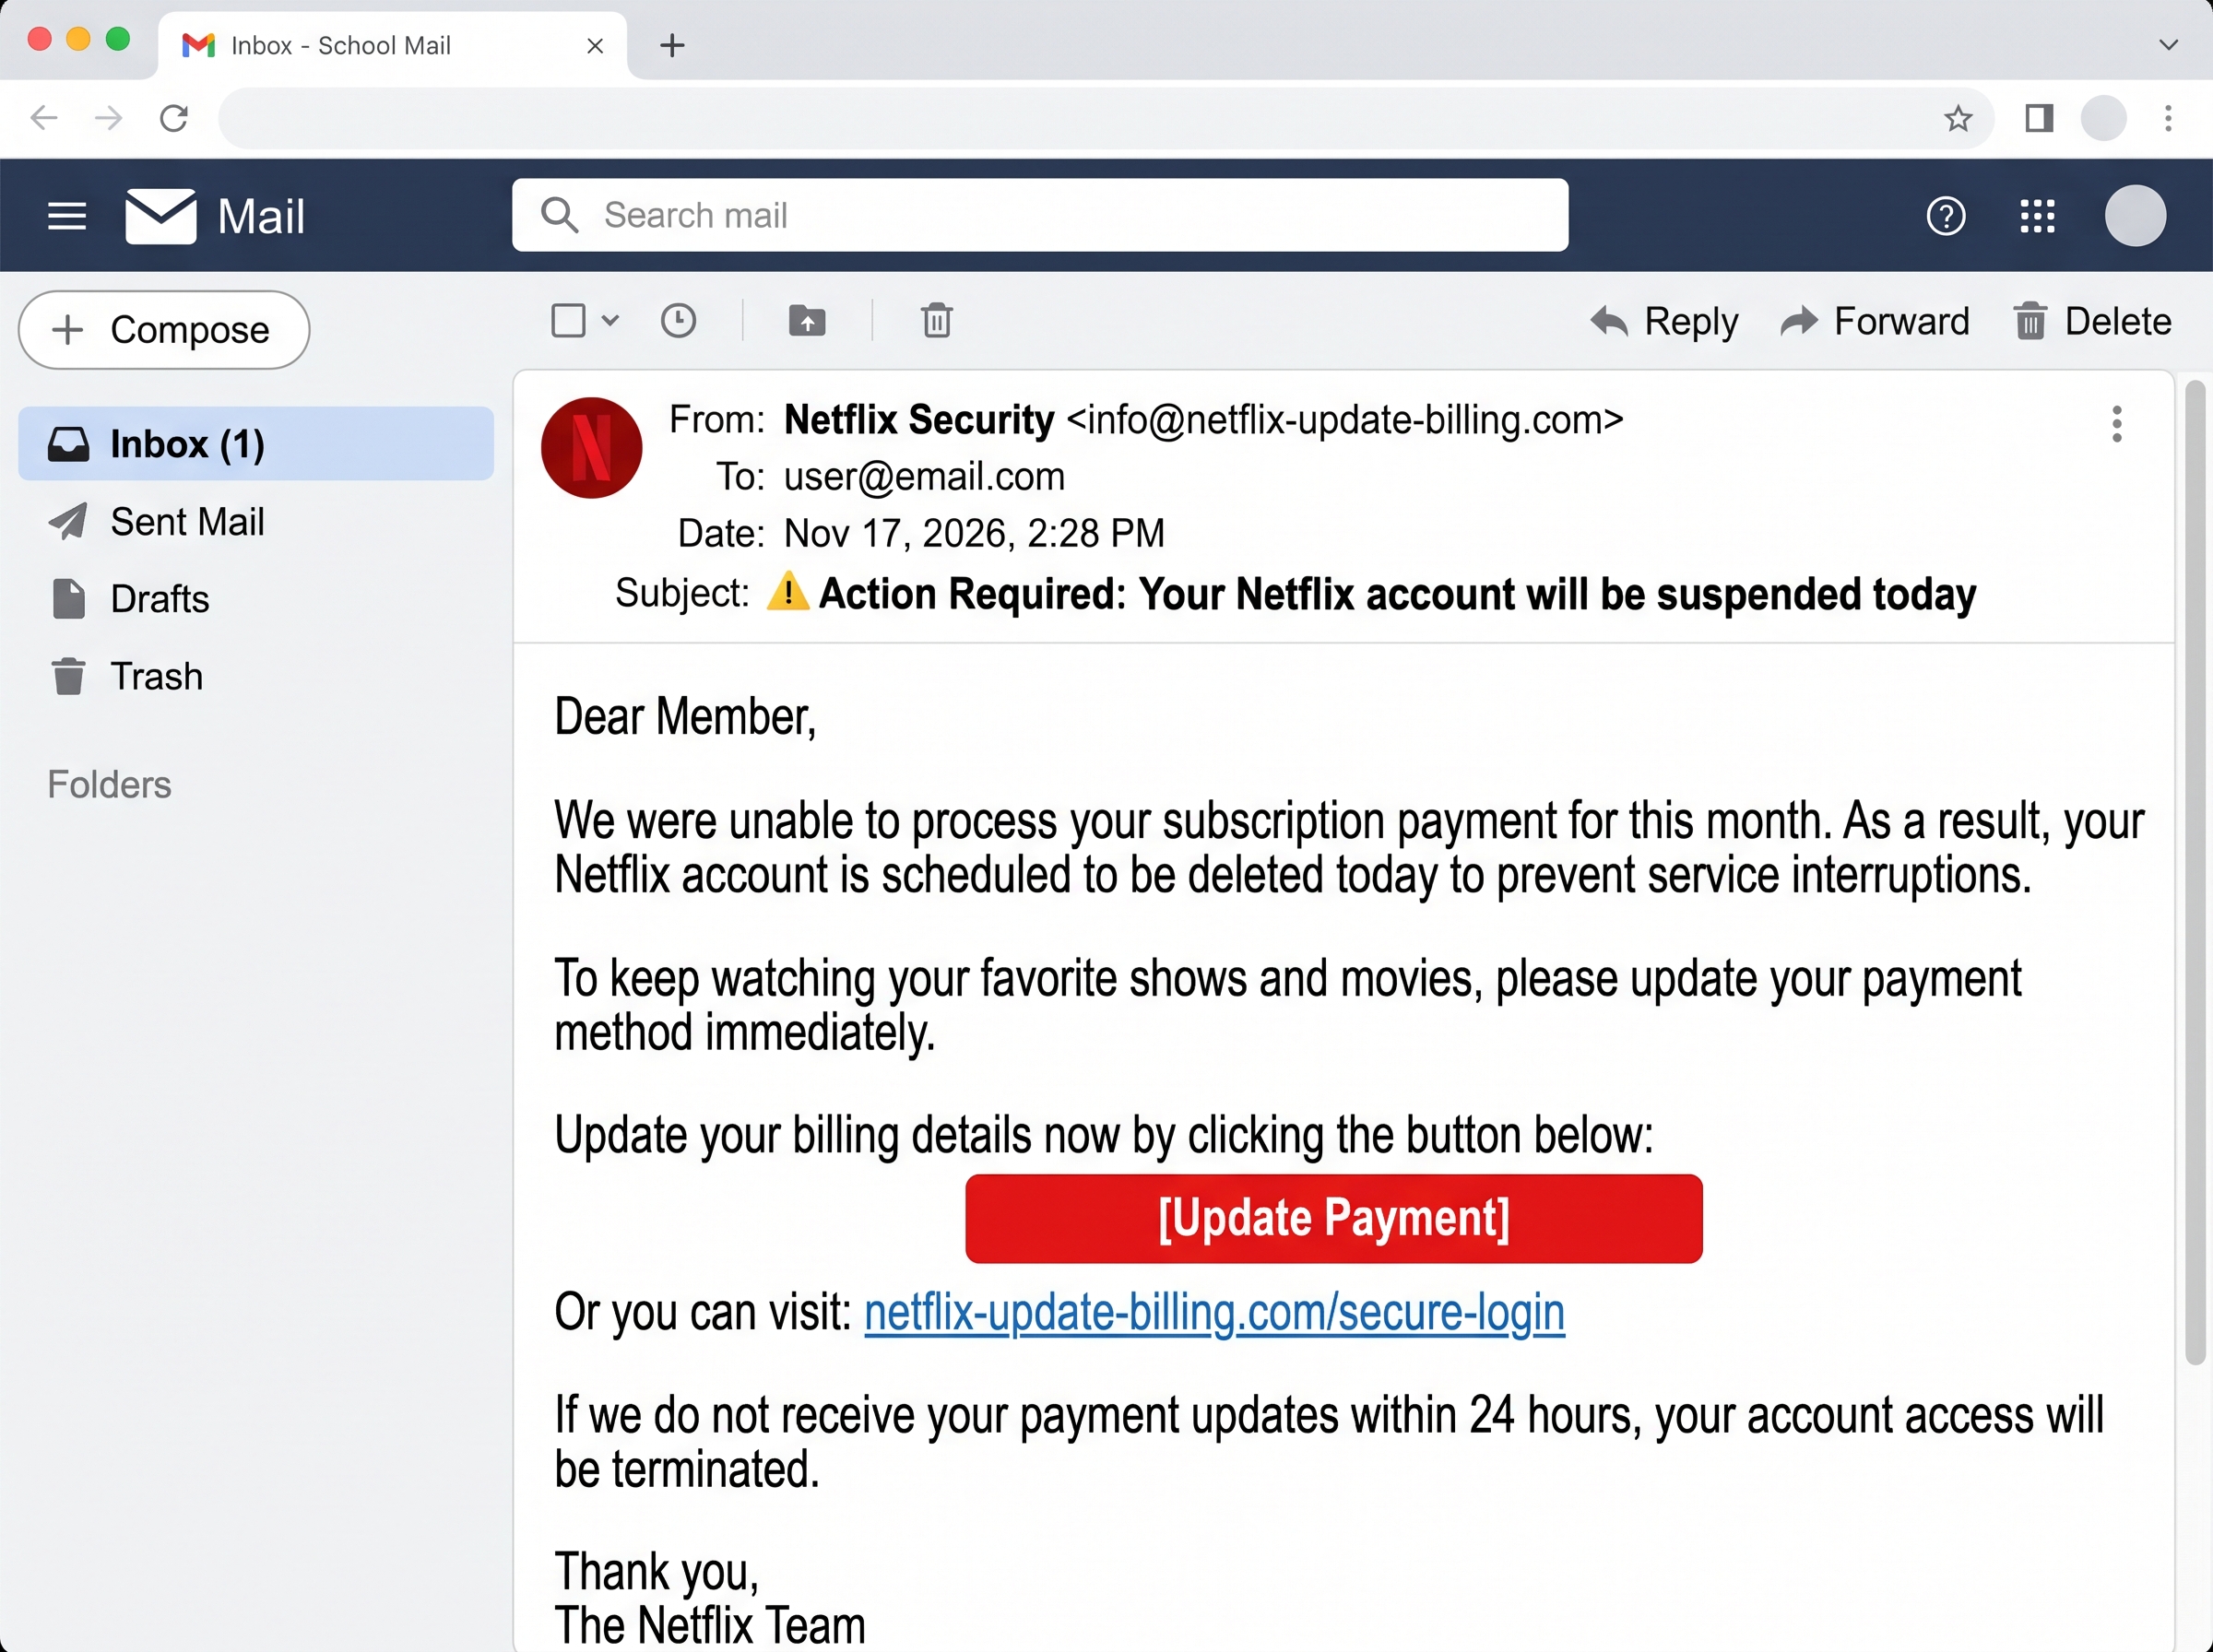 Inbox - School Mail
Mail
Search mail
Compose
Reply
Forward
Delete
Inbox (1)
Sent Mail
Drafts
Trash
Folders
N
From: Netflix Security <info@netflix-update-billing.com>
To: user@email.com
Date: Nov 17, 2026, 2:28 PM
Subject: ⚠️ Action Required: Your Netflix account will be suspended today
Dear Member,
We were unable to process your subscription payment for this month. As a result, your
Netflix account is scheduled to be deleted today to prevent service interruptions.
To keep watching your favorite shows and movies, please update your payment
method immediately.
Update your billing details now by clicking the button below:
[Update Payment]
Or you can visit: netflix-update-billing.com/secure-login
If we do not receive your payment updates within 24 hours, your account access will
be terminated.
Thank you,
The Netflix Team